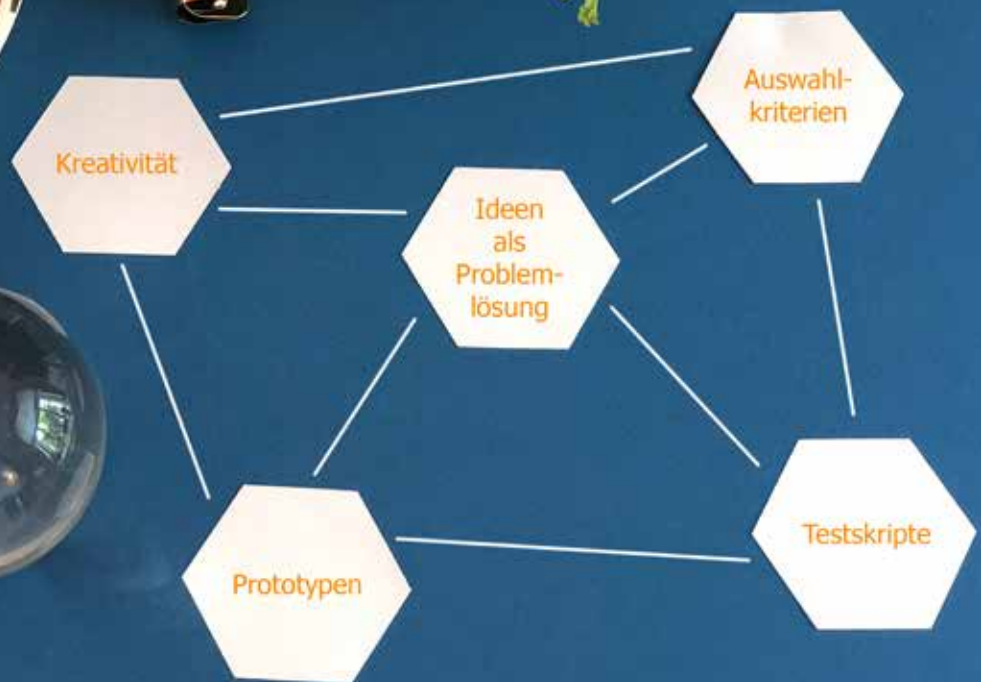 Auswahl-
kriterien
Kreativität
Ideen
als
Problem-
lösung
Testskripte
Prototypen